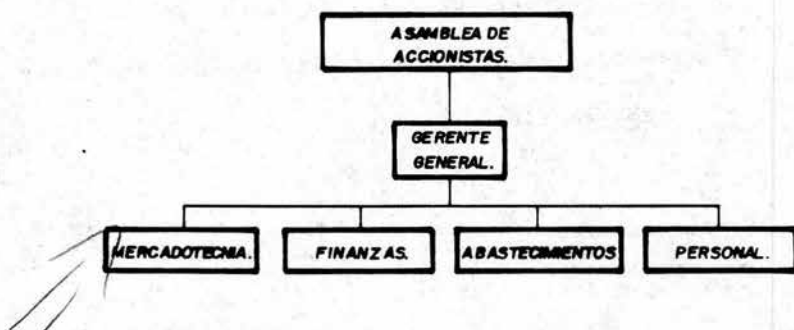 ASAMBLEA DE
ACCIONISTAS.
GERENTE
GENERAL.
MERCADOTECNIA.
FINANZAS.
ABASTECIMIENTOS
PERSONAL.